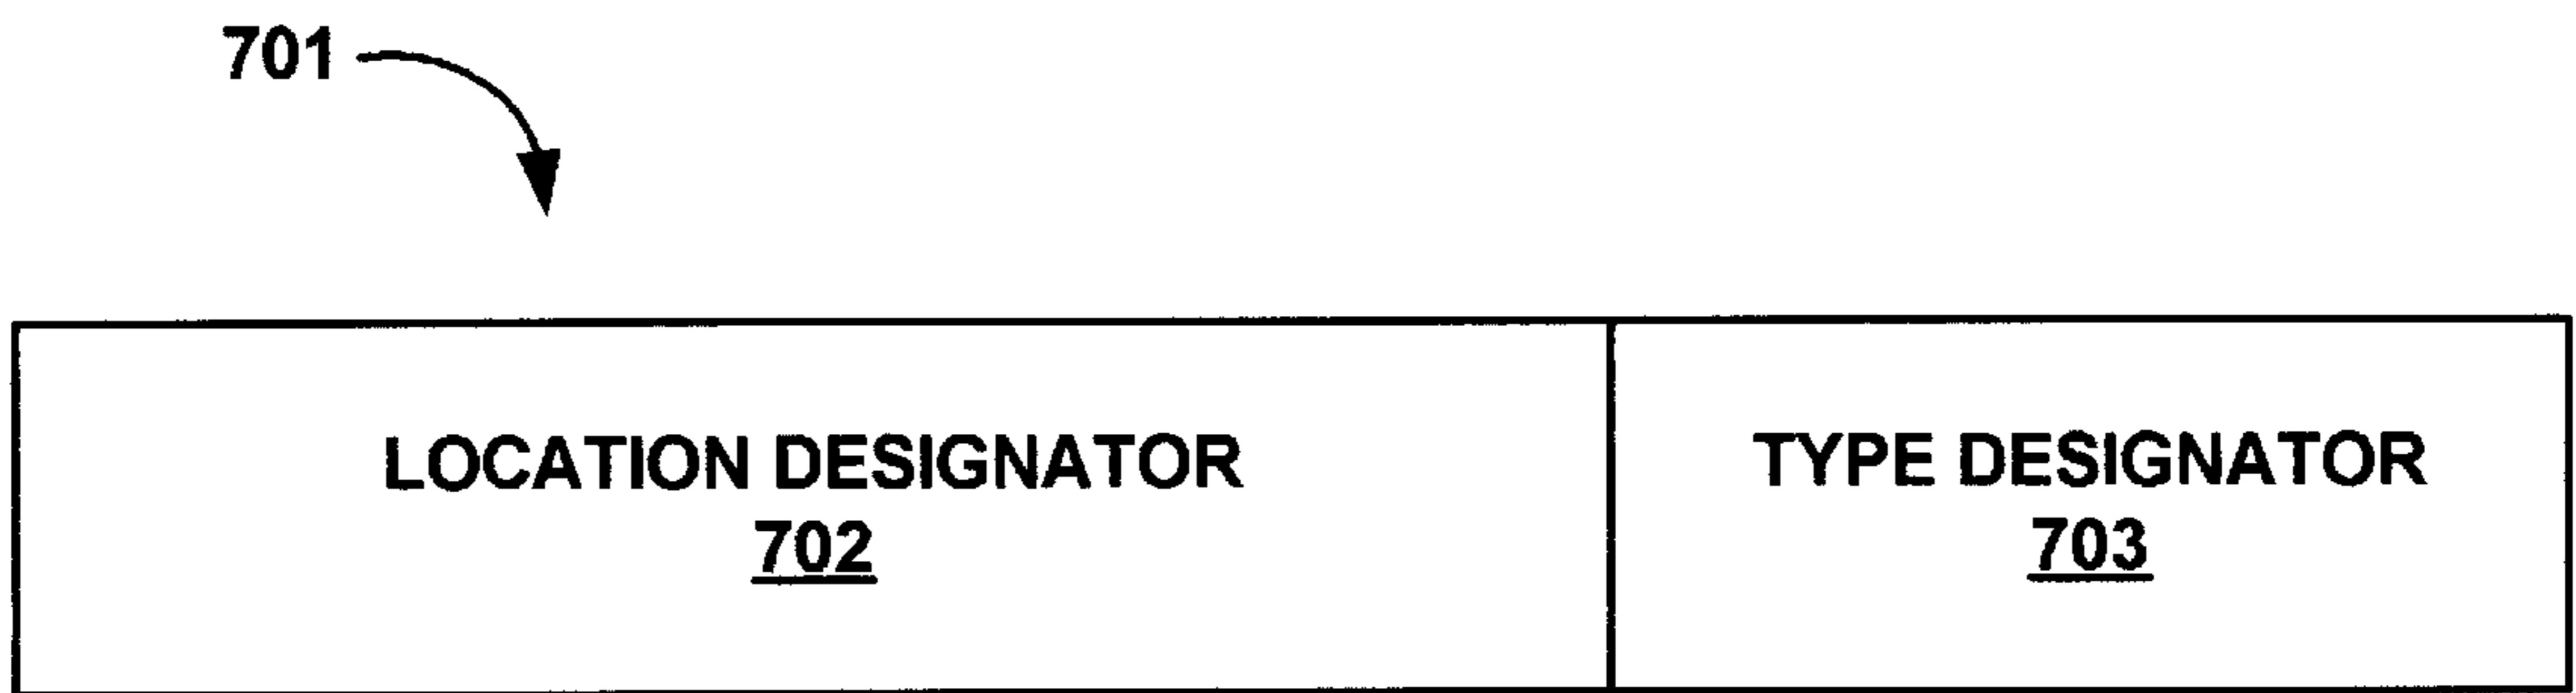 701
LOCATION DESIGNATOR
702
TYPE DESIGNATOR
703